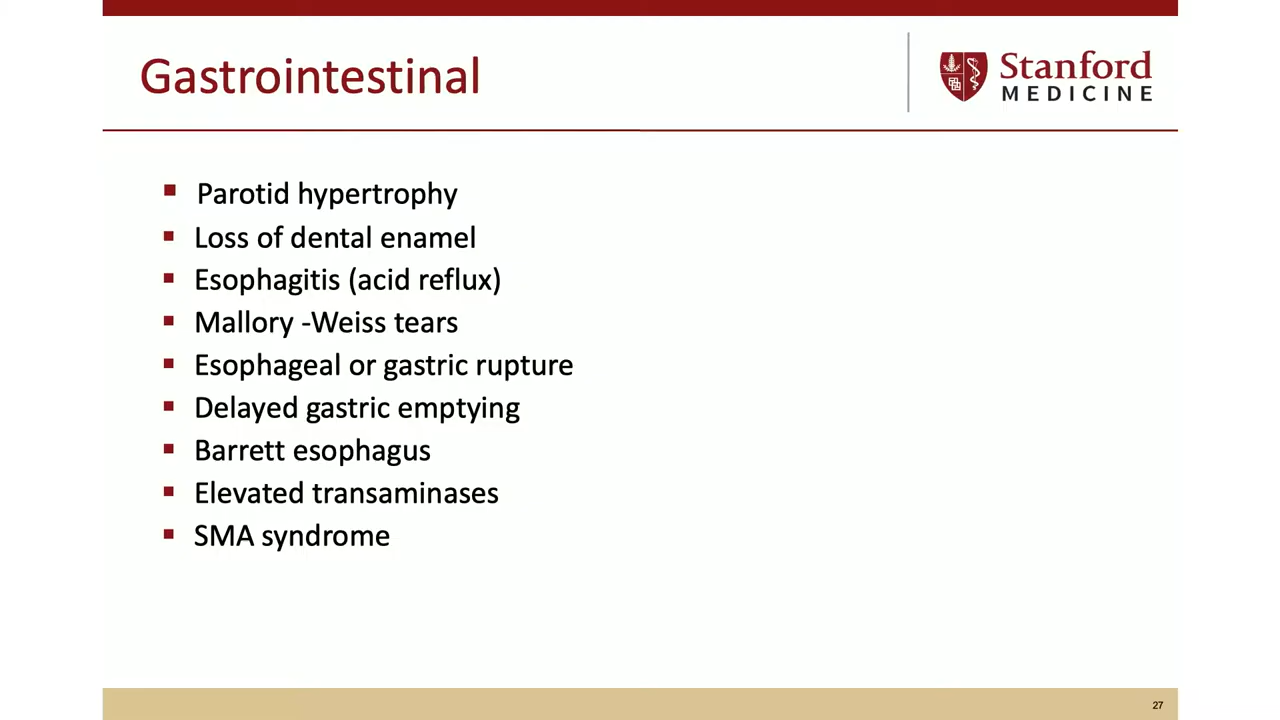 Gastrointestinal
Stanford
MEDICINE
▪ Parotid hypertrophy
▪ Loss of dental enamel
▪ Esophagitis (acid reflux)
▪ Mallory -Weiss tears
▪ Esophageal or gastric rupture
▪ Delayed gastric emptying
▪ Barrett esophagus
▪ Elevated transaminases
▪ SMA syndrome
27